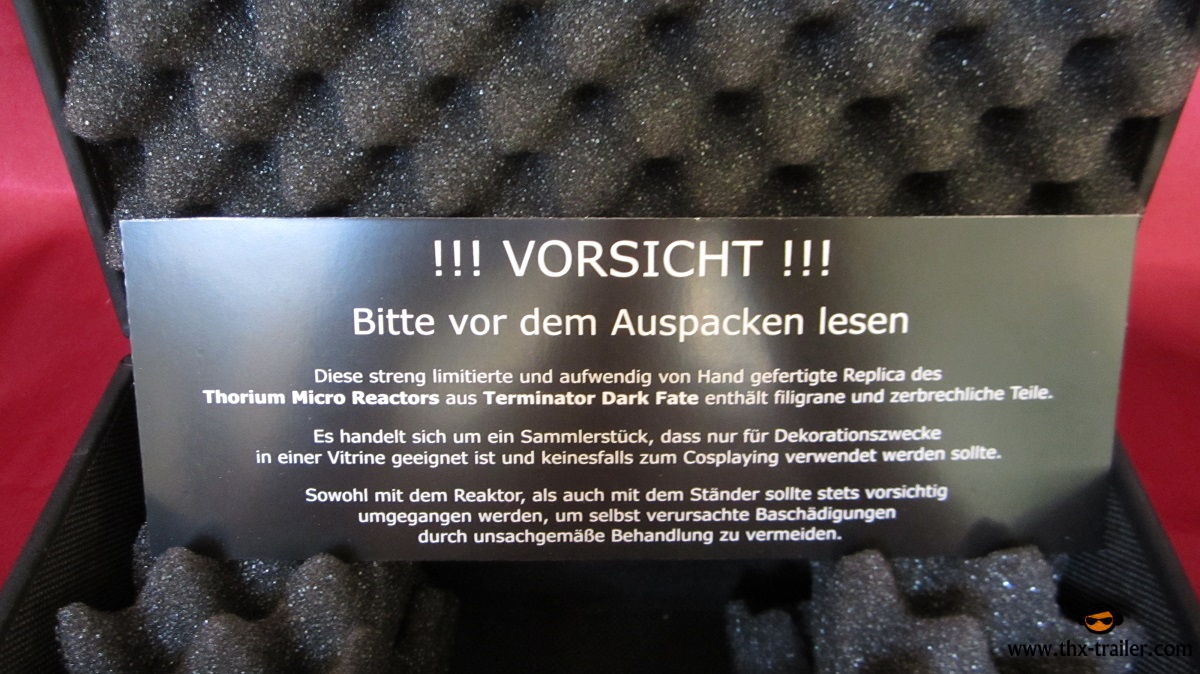 !!! VORSICHT !!!
Bitte vor dem Auspacken lesen
Diese streng limitierte und aufwendig von Hand gefertigte Replica des
Thorium Micro Reactors aus Terminator Dark Fate enthält filigrane und zerbrechliche Teile.
Es handelt sich um ein Sammlerstück, dass nur für Dekorationszwecke
in einer Vitrine geeignet ist und keinesfalls zum Cosplaying verwendet werden sollte.
Sowohl mit dem Reaktor, als auch mit dem Ständer sollte stets vorsichtig
umgegangen werden, um selbst verursachte Baschädigungen
durch unsachgemäße Behandlung zu vermeiden.
www.thx-trailer.com